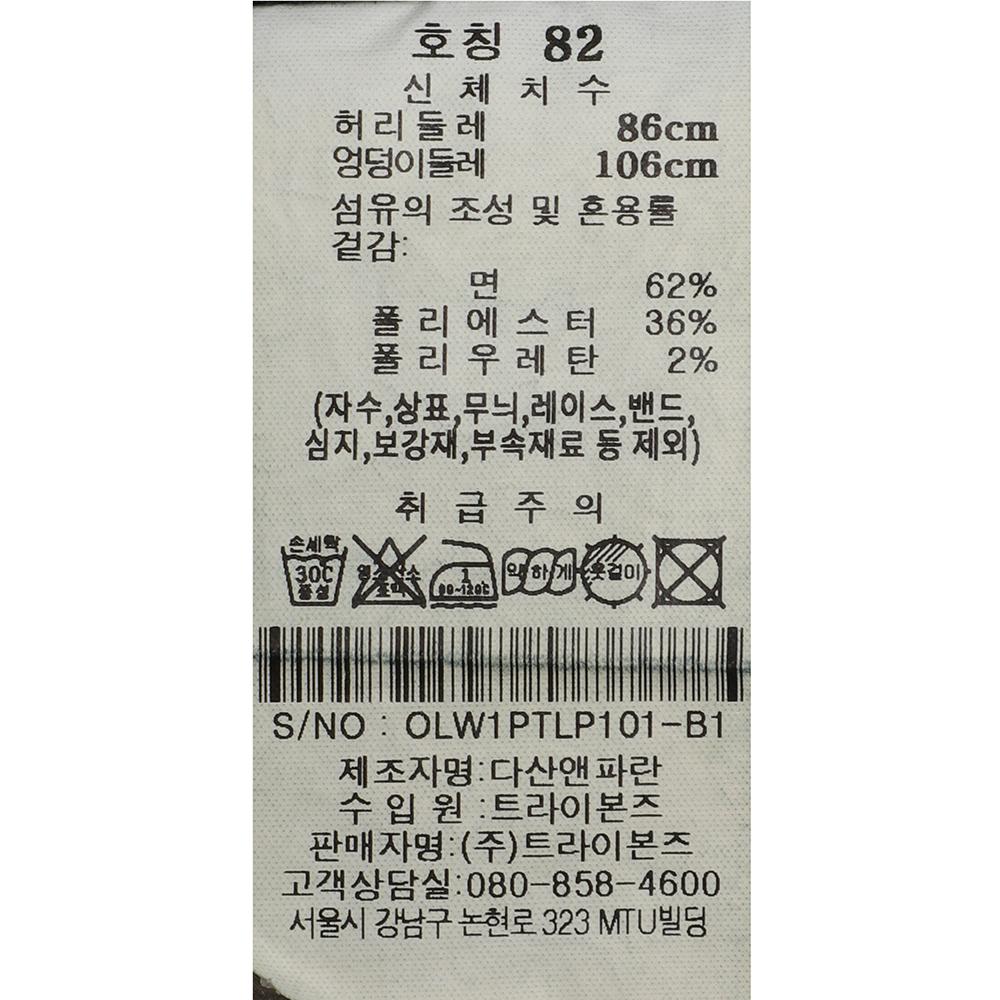 호칭 82
신 체 치 수
허 리 둘 레 86cm
엉덩이둘레 106cm
섬유의 조성 및 혼용률
겉감:
면 62%
폴 리 에 스 터 36%
폴 리 우 레 탄 2%
(자수,상표,무늬,레이스,밴드,
심지,보강재,부속재료 등 제외)
취 급 주 의
손세탁
30C
중성
염소표백
1
80~120℃
약하게
옷걸이
S/NO : OLW1PTLP101-B1
제조자명:다산앤파란
수 입 원 :트라이본즈
판매자명:(주)트라이본즈
고객상담실:080-858-4600
서울시 강남구 논현로 323 MTU빌딩